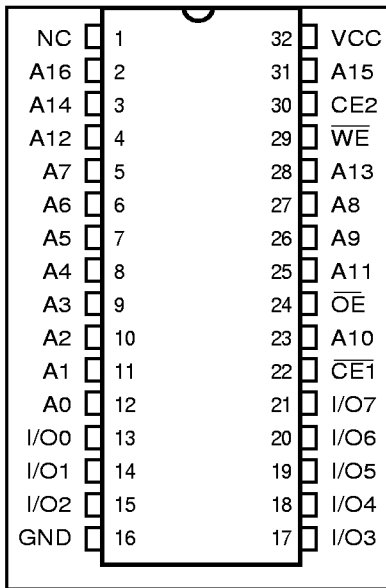 NC 1 32 VCC
A16 2 31 A15
A14 3 30 CE2
A12 4 29 W̅E̅
A7 5 28 A13
A6 6 27 A8
A5 7 26 A9
A4 8 25 A11
A3 9 24 O̅E̅
A2 10 23 A10
A1 11 22 C̅E̅1̅
A0 12 21 I/O7
I/O0 13 20 I/O6
I/O1 14 19 I/O5
I/O2 15 18 I/O4
GND 16 17 I/O3